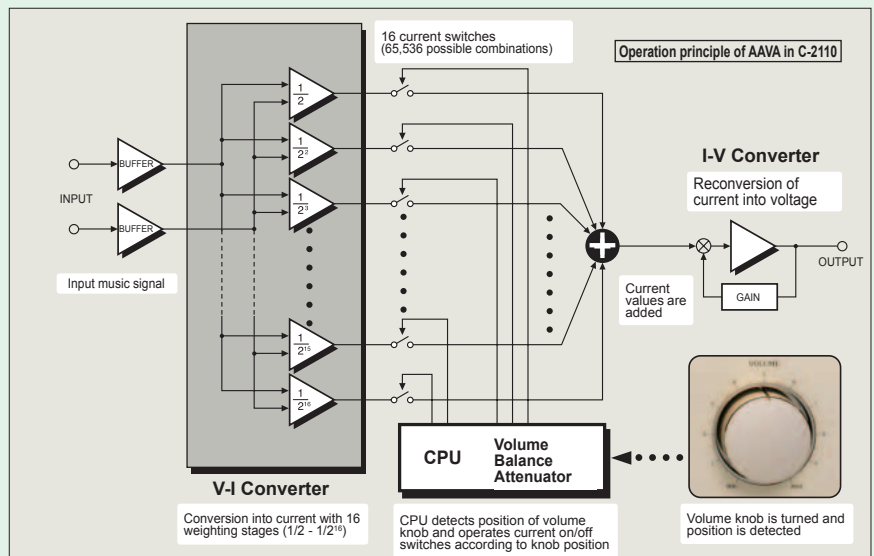 16 current switches
(65,536 possible combinations)
Operation principle of AAVA in C-2110
1/2
BUFFER
1/2²
I-V Converter
Reconversion of
current into voltage
INPUT
1/2³
BUFFER
OUTPUT
Input music signal
GAIN
Current
values are
added
1/2¹⁵
VOLUME
1/2¹⁶
CPU
Volume
Balance
Attenuator
V-I Converter
Conversion into current with 16
weighting stages (1/2 - 1/2¹⁶)
CPU detects position of volume
knob and operates current on/off
switches according to knob position
Volume knob is turned and
position is detected